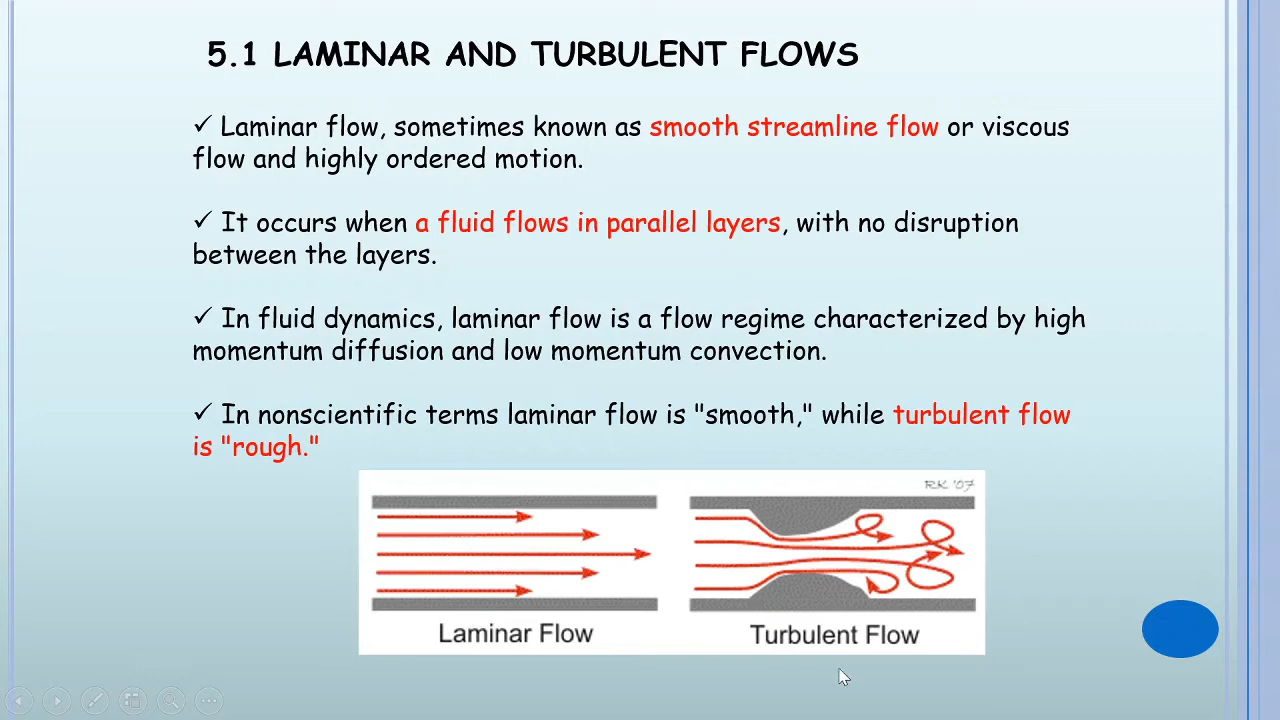 5.1 LAMINAR AND TURBULENT FLOWS
✓ Laminar flow, sometimes known as smooth streamline flow or viscous
flow and highly ordered motion.
✓ It occurs when a fluid flows in parallel layers, with no disruption
between the layers.
✓ In fluid dynamics, laminar flow is a flow regime characterized by high
momentum diffusion and low momentum convection.
✓ In nonscientific terms laminar flow is "smooth," while turbulent flow
is "rough."
RK '07
Laminar Flow
Turbulent Flow